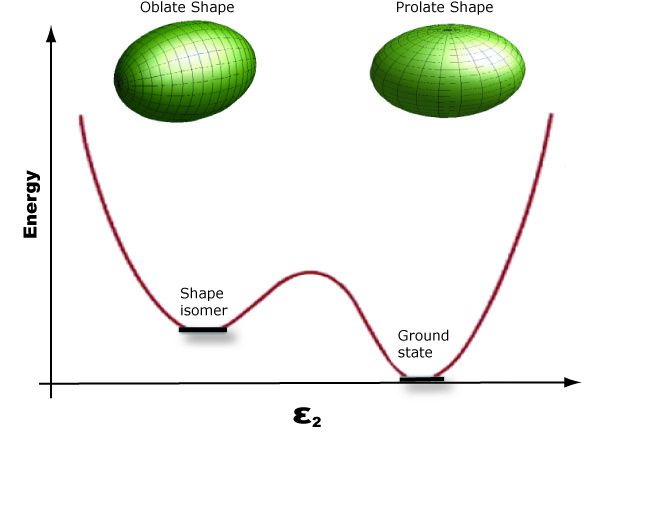 Oblate Shape
Prolate Shape
Energy
Shape
isomer
Ground
state
ε₂